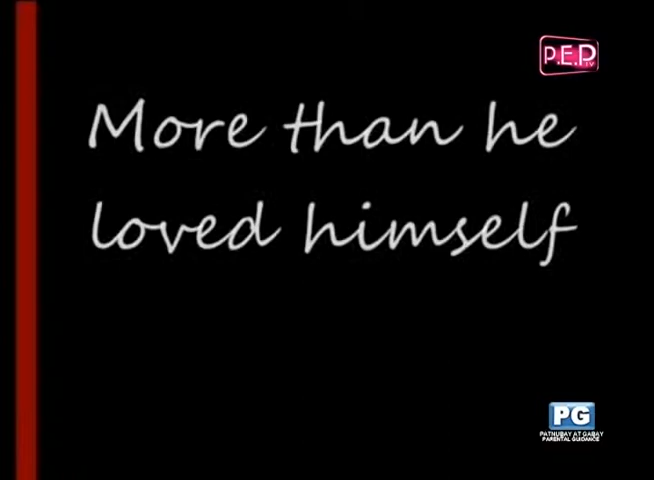 P.E.P TV
More than he
loved himself
PG
PATNUBAY AT GABAY
PARENTAL GUIDANCE